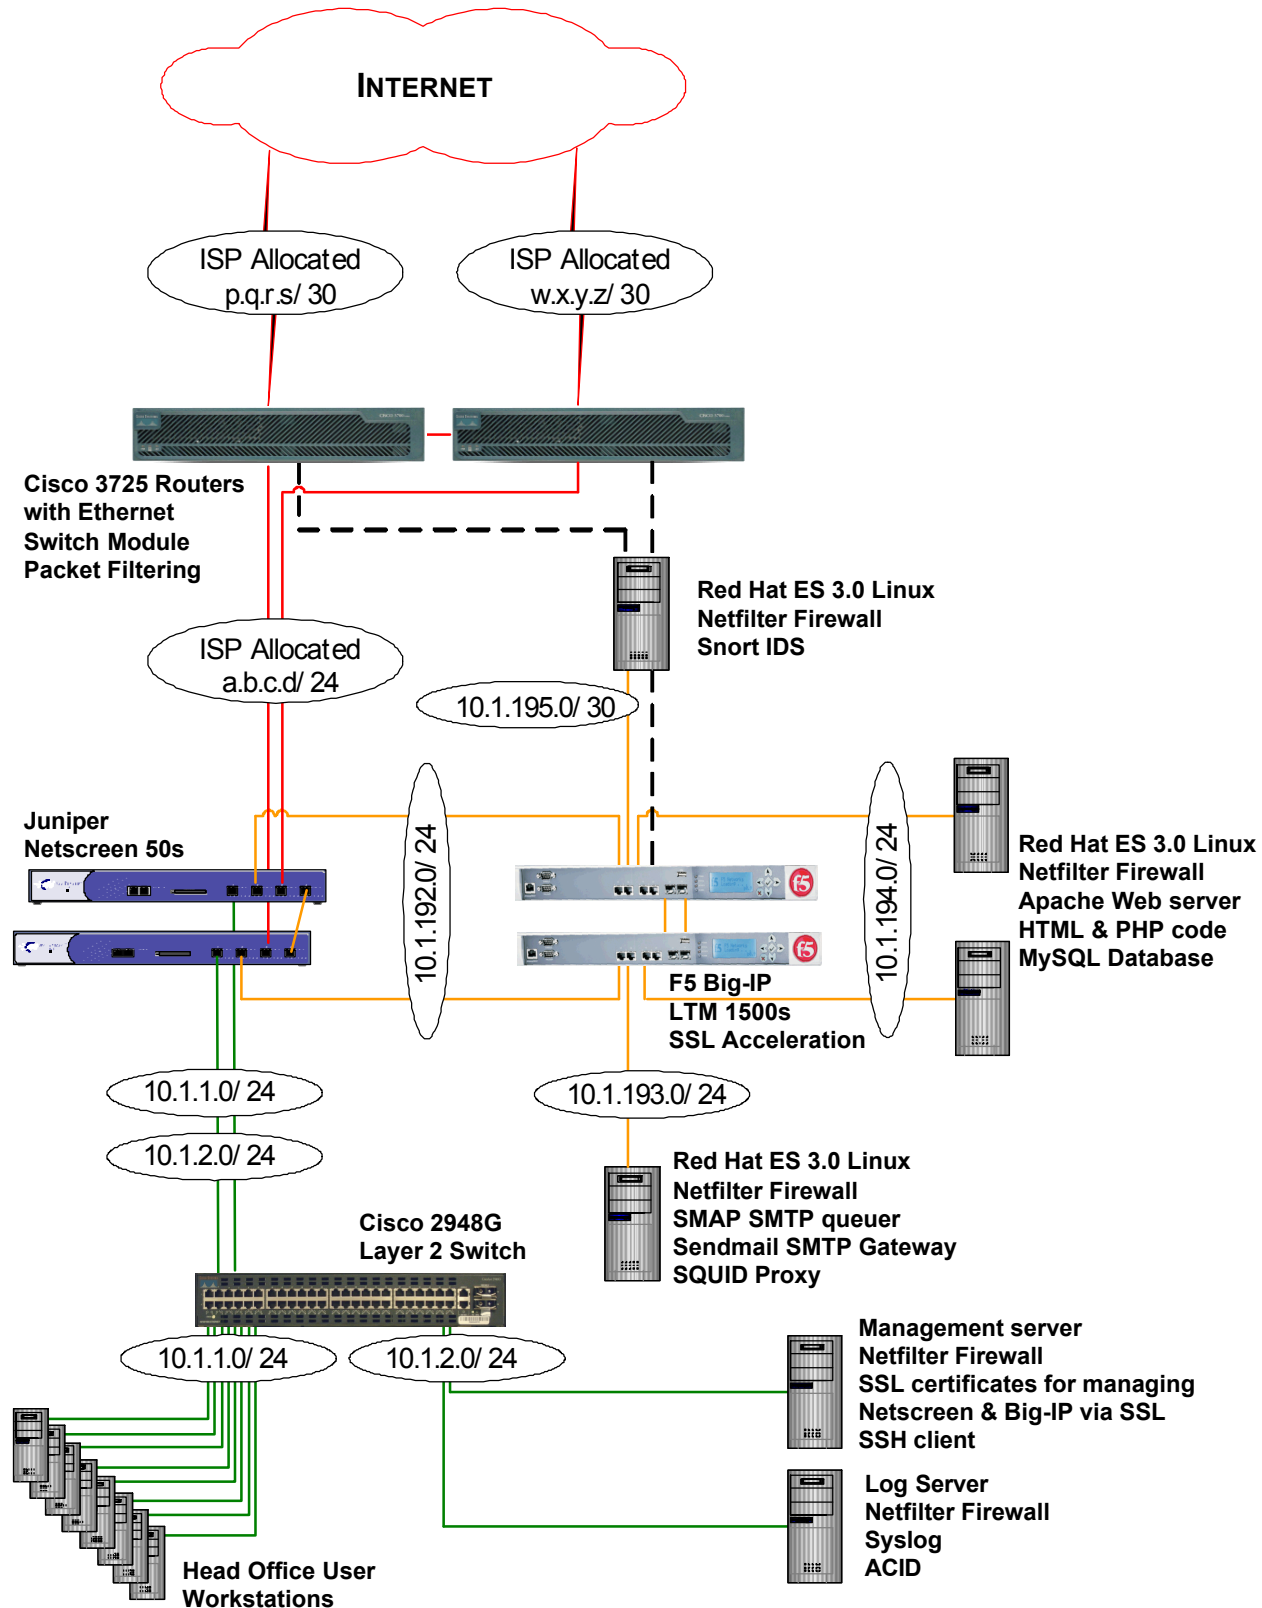 INTERNET
ISP Allocated
p.q.r.s/ 30
ISP Allocated
w.x.y.z/ 30
Cisco 3725 Routers
with Ethernet
Switch Module
Packet Filtering
Red Hat ES 3.0 Linux
Netfilter Firewall
Snort IDS
ISP Allocated
a.b.c.d/ 24
10.1.195.0/ 30
Juniper
Netscreen 50s
10.1.192.0/ 24
10.1.194.0/ 24
f5
f5
Red Hat ES 3.0 Linux
Netfilter Firewall
Apache Web server
HTML & PHP code
MySQL Database
F5 Big-IP
LTM 1500s
SSL Acceleration
10.1.1.0/ 24
10.1.193.0/ 24
10.1.2.0/ 24
Red Hat ES 3.0 Linux
Netfilter Firewall
SMAP SMTP queuer
Sendmail SMTP Gateway
SQUID Proxy
Cisco 2948G
Layer 2 Switch
10.1.1.0/ 24
10.1.2.0/ 24
Management server
Netfilter Firewall
SSL certificates for managing
Netscreen & Big-IP via SSL
SSH client
Log Server
Netfilter Firewall
Syslog
ACID
Head Office User
Workstations